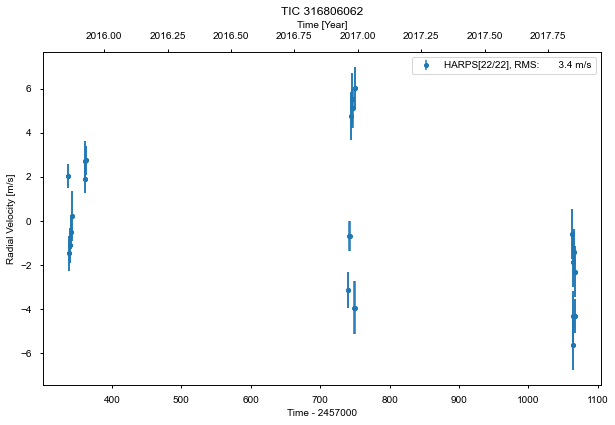 TIC 316806062
Time [Year]
2016.00 2016.25 2016.50 2016.75 2017.00 2017.25 2017.50 2017.75
HARPS[22/22], RMS: 3.4 m/s
Radial Velocity [m/s]
6
4
2
0
−2
−4
−6
400 500 600 700 800 900 1000 1100
Time - 2457000